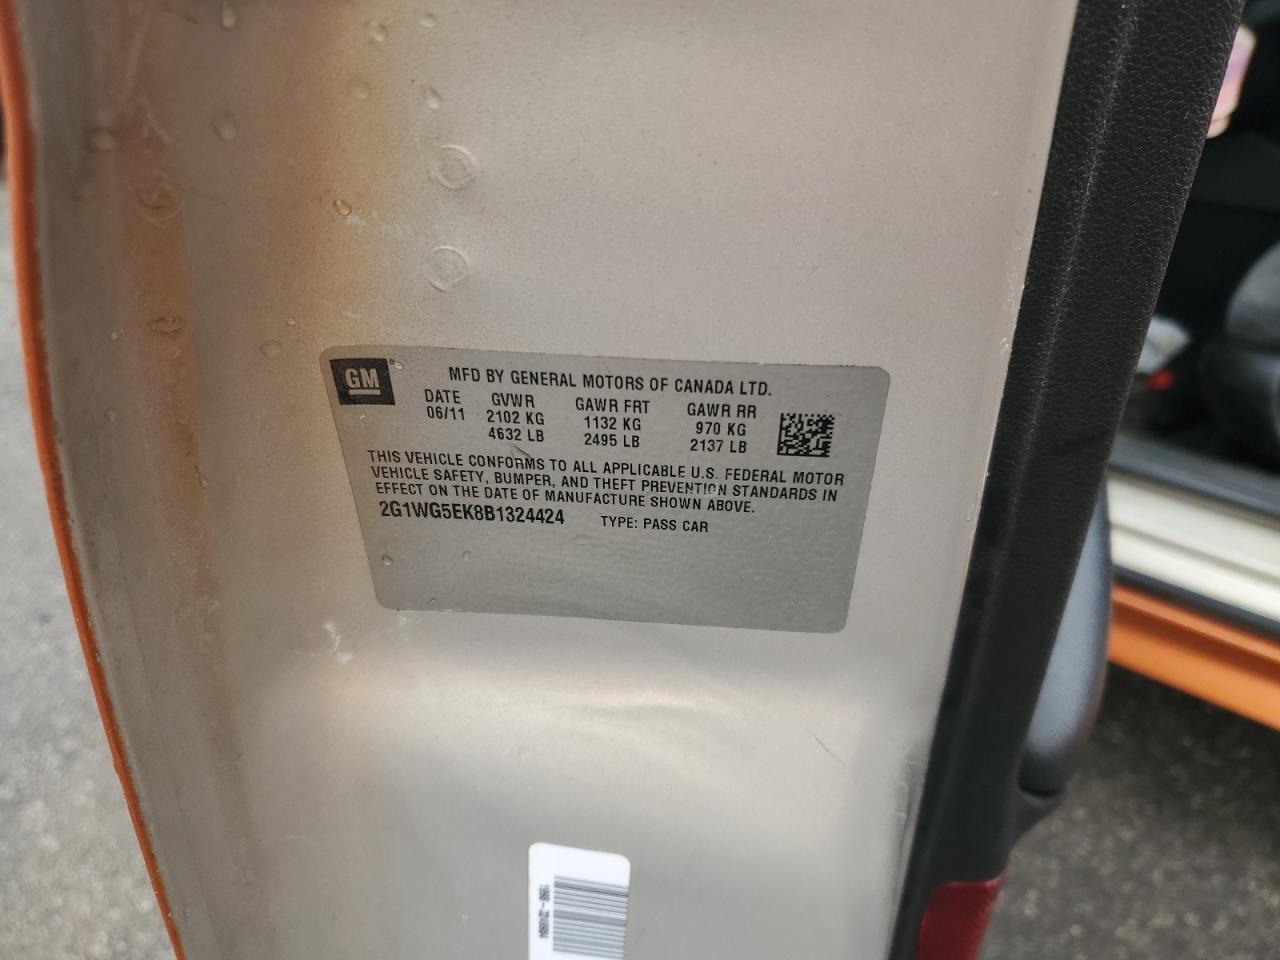 GM
MFD BY GENERAL MOTORS OF CANADA LTD.
DATE GVWR GAWR FRT GAWR RR
06/11 2102 KG 1132 KG 970 KG
4632 LB 2495 LB 2137 LB
THIS VEHICLE CONFORMS TO ALL APPLICABLE U.S. FEDERAL MOTOR
VEHICLE SAFETY, BUMPER, AND THEFT PREVENTION STANDARDS IN
EFFECT ON THE DATE OF MANUFACTURE SHOWN ABOVE.
2G1WG5EK8B1324424 TYPE: PASS CAR